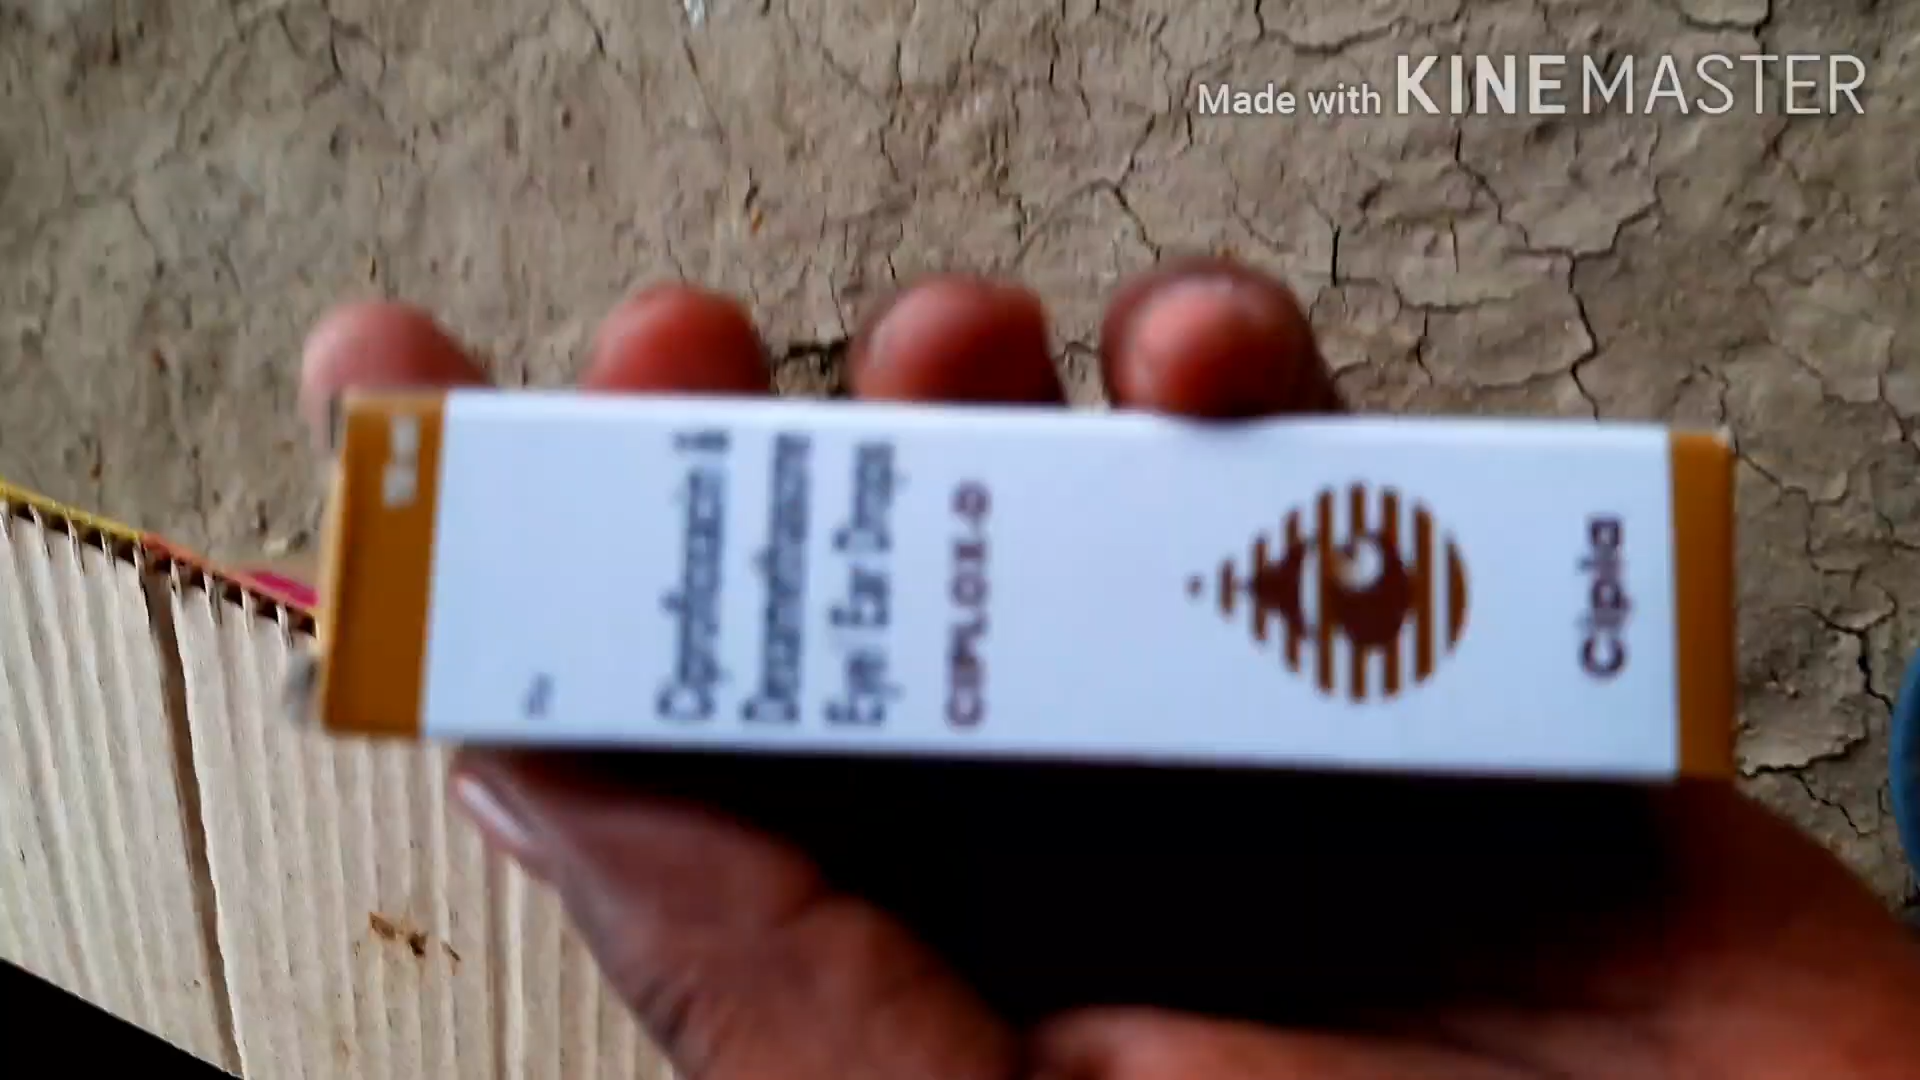 Made with KINEMASTER
Ciprofloxacin &
Dexamethasone
Eye/ Ear Drops
CIPLOX-D
Cipla